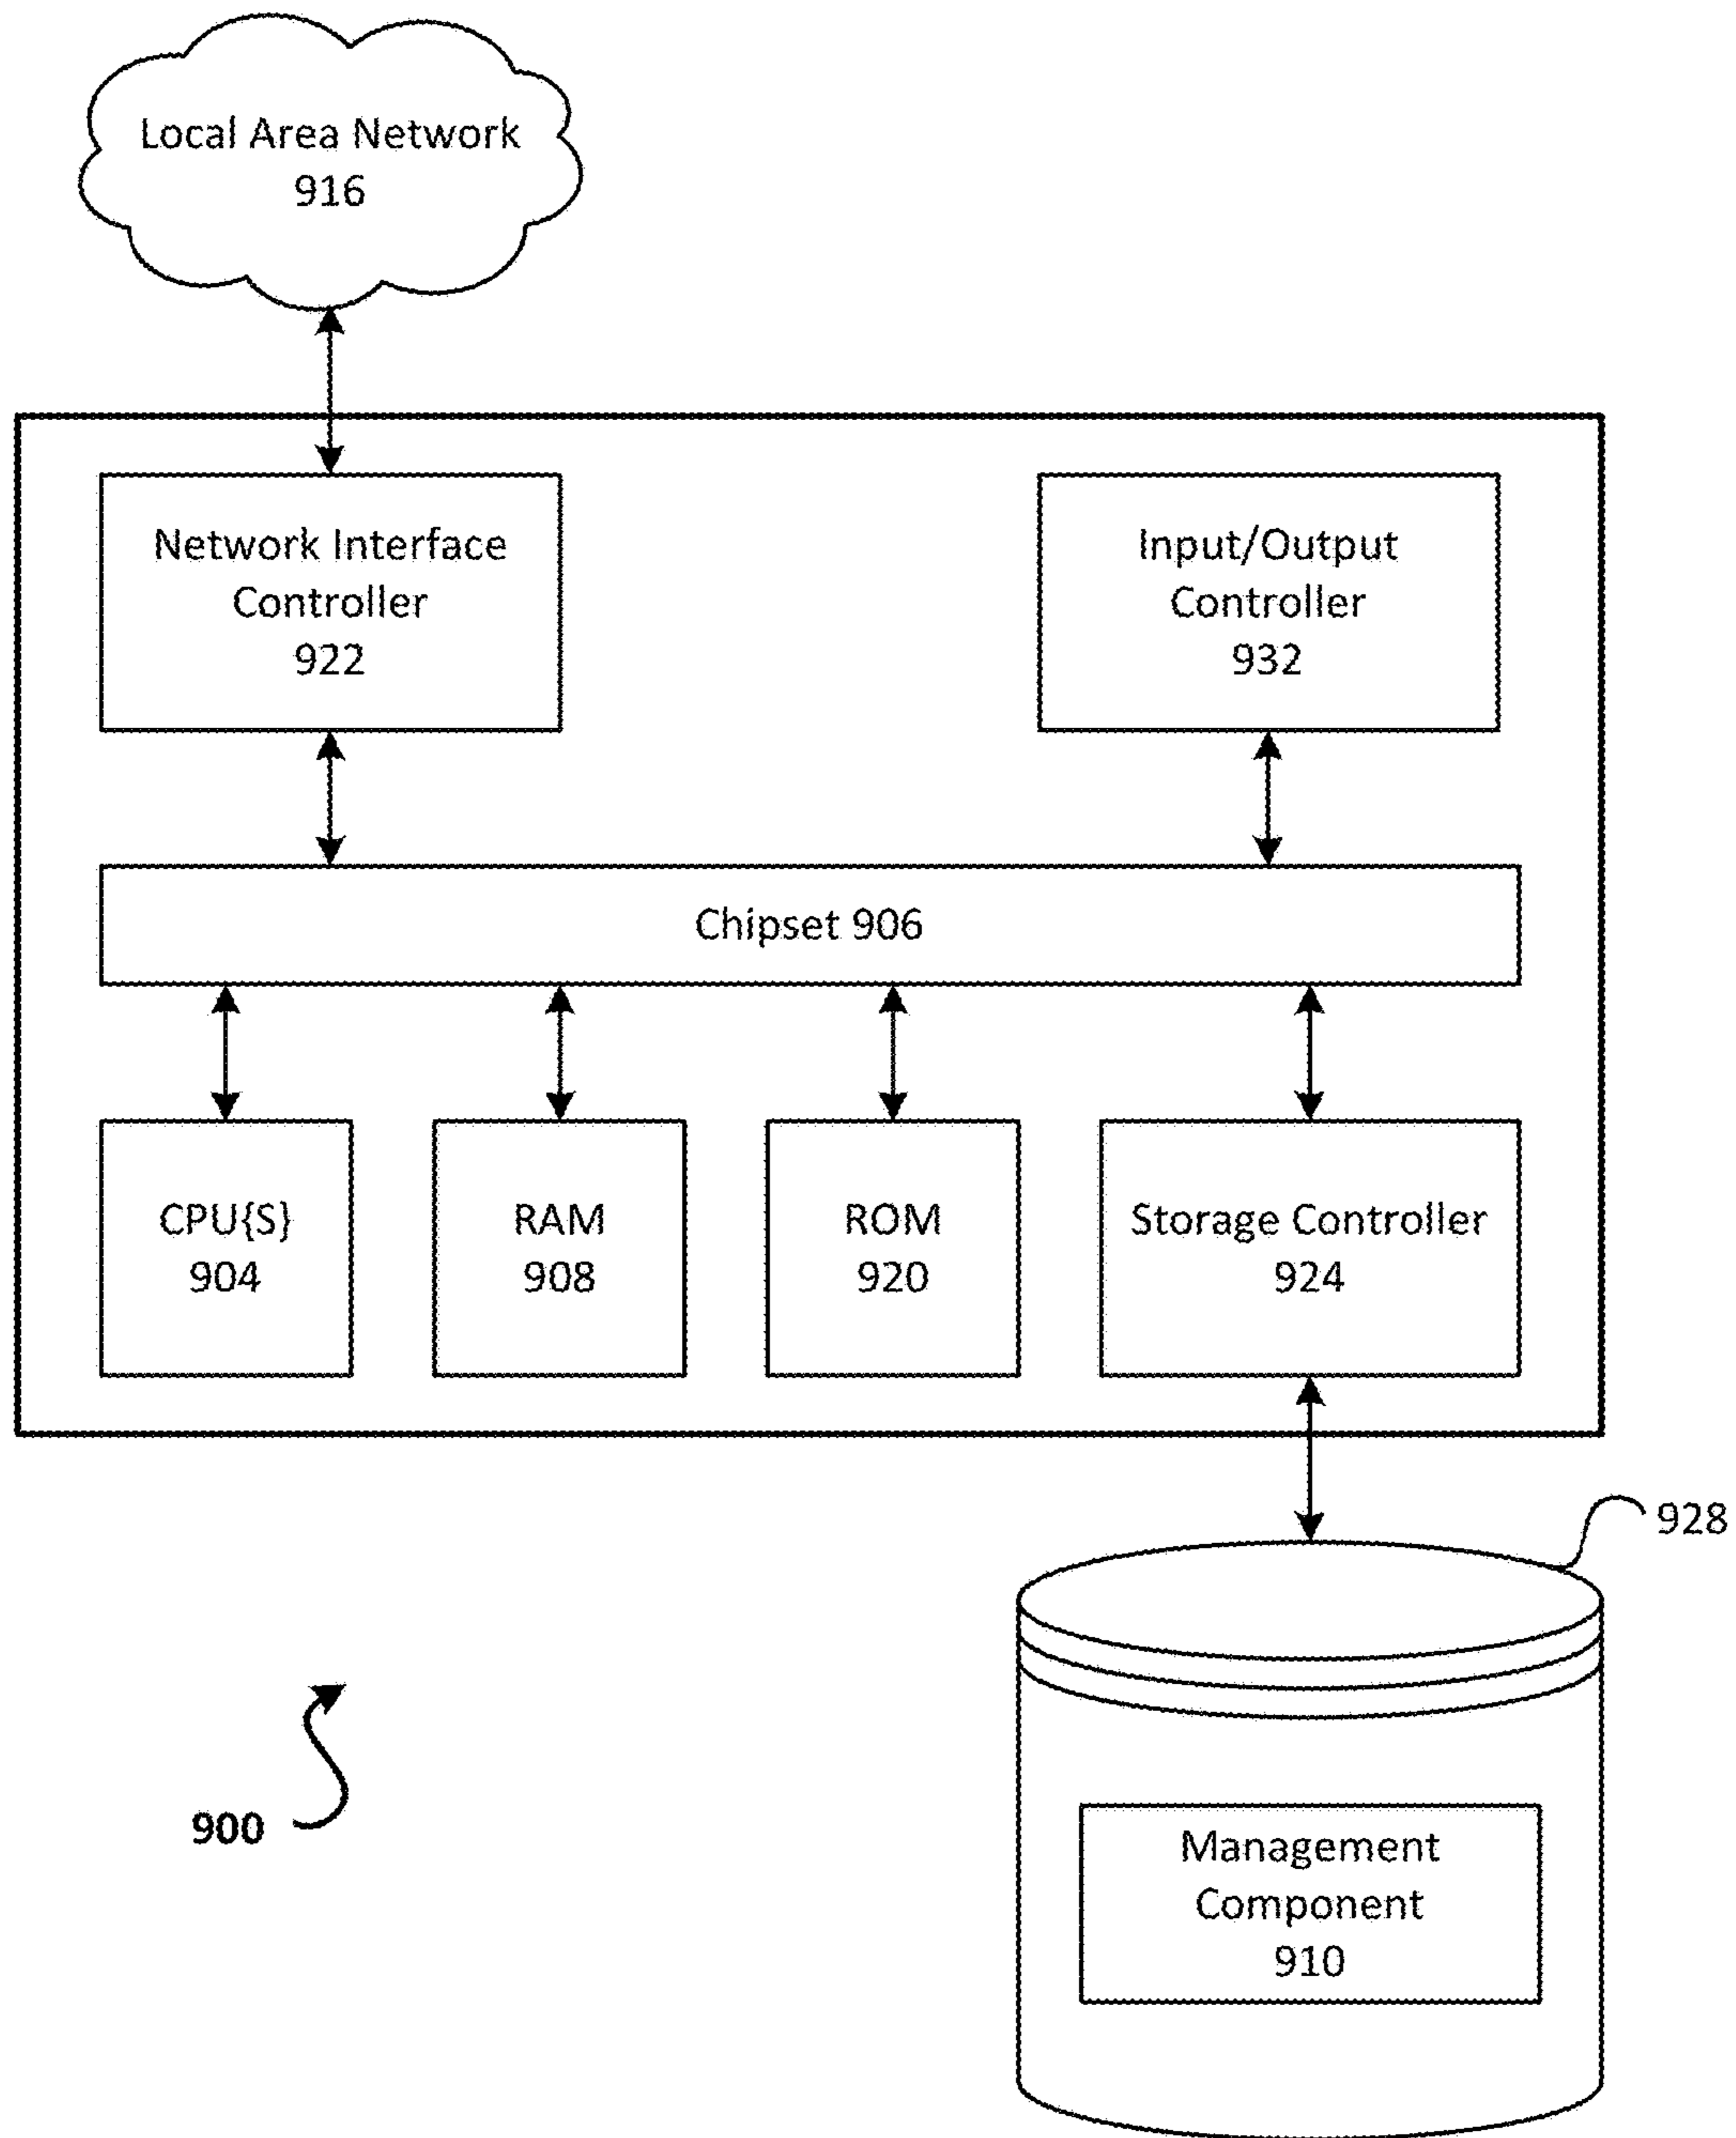 Local Area Network
916
Network Interface
Controller
922
Input/Output
Controller
932
Chipset 906
CPU{S}
904
RAM
908
ROM
920
Storage Controller
924
928
900
Management
Component
910